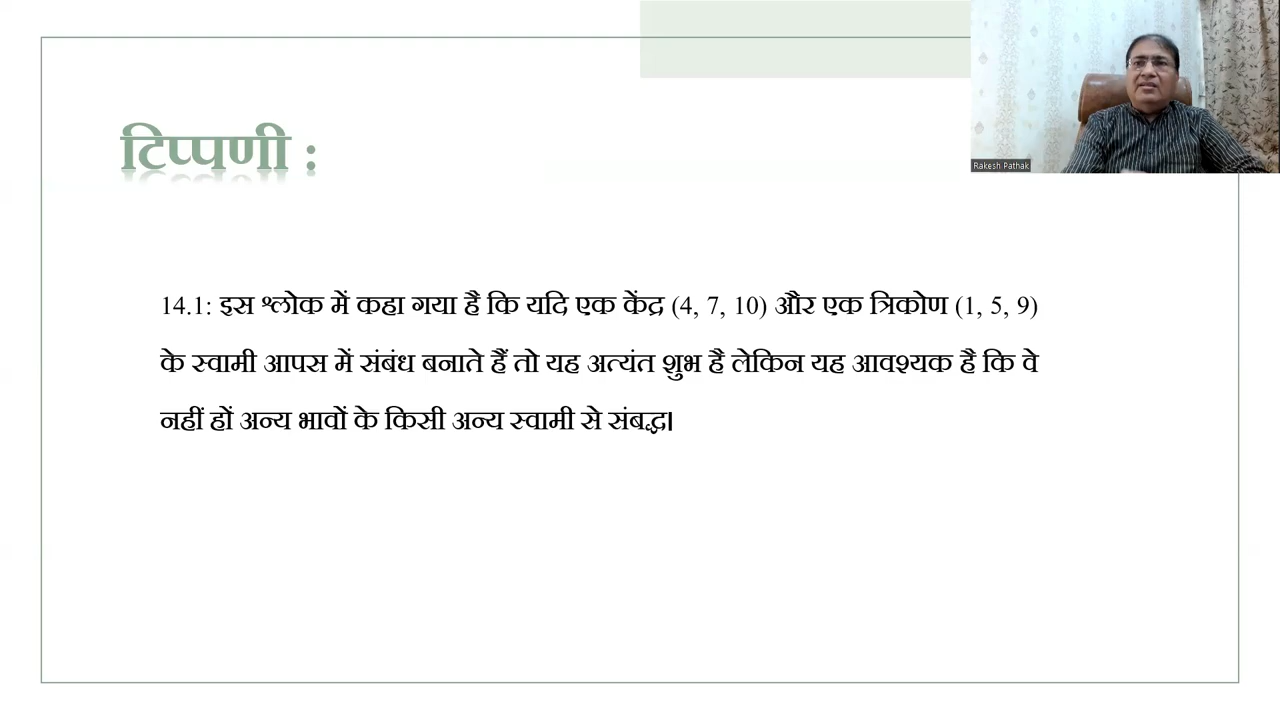 Rakesh Pathak
टिप्पणी :
14.1: इस श्लोक में कहा गया है कि यदि एक केंद्र (4, 7, 10) और एक त्रिकोण (1, 5, 9)
के स्वामी आपस में संबंध बनाते हैं तो यह अत्यंत शुभ है लेकिन यह आवश्यक है कि वे
नहीं हों अन्य भावों के किसी अन्य स्वामी से संबद्ध।